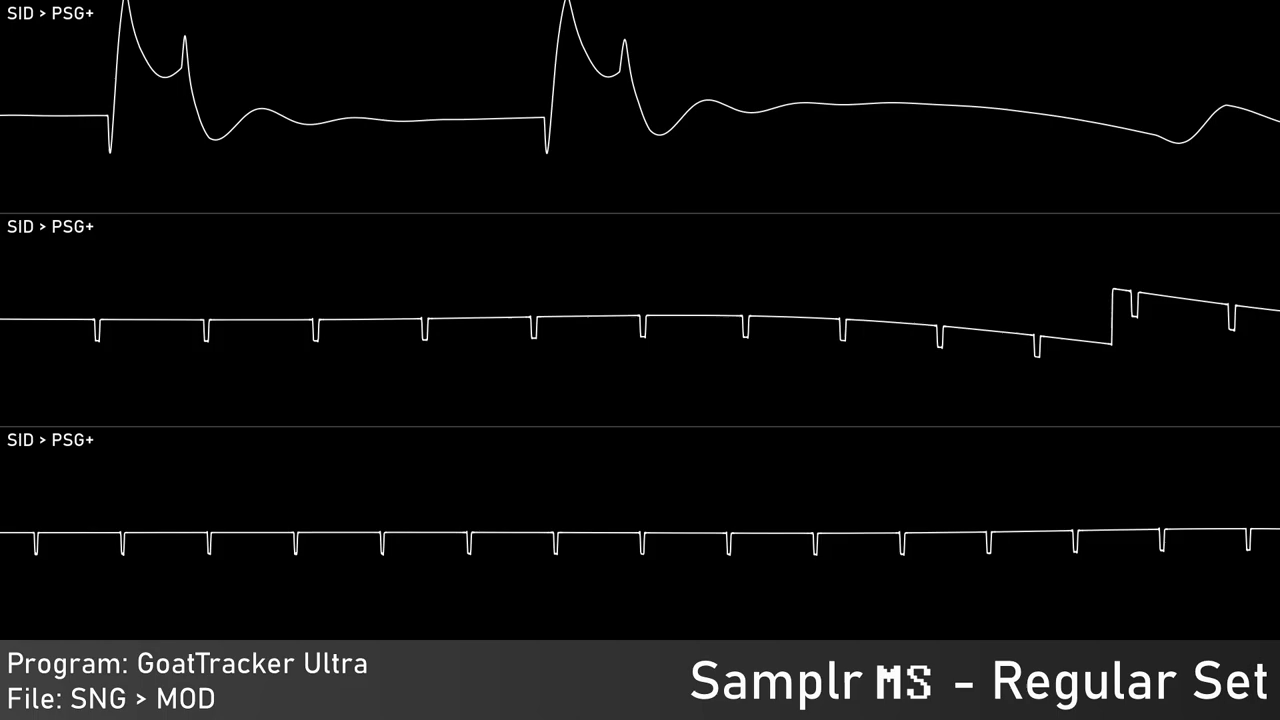 SID > PSG+
SID > PSG+
SID > PSG+
Program: GoatTracker Ultra
File: SNG > MOD
Samplr MS - Regular Set